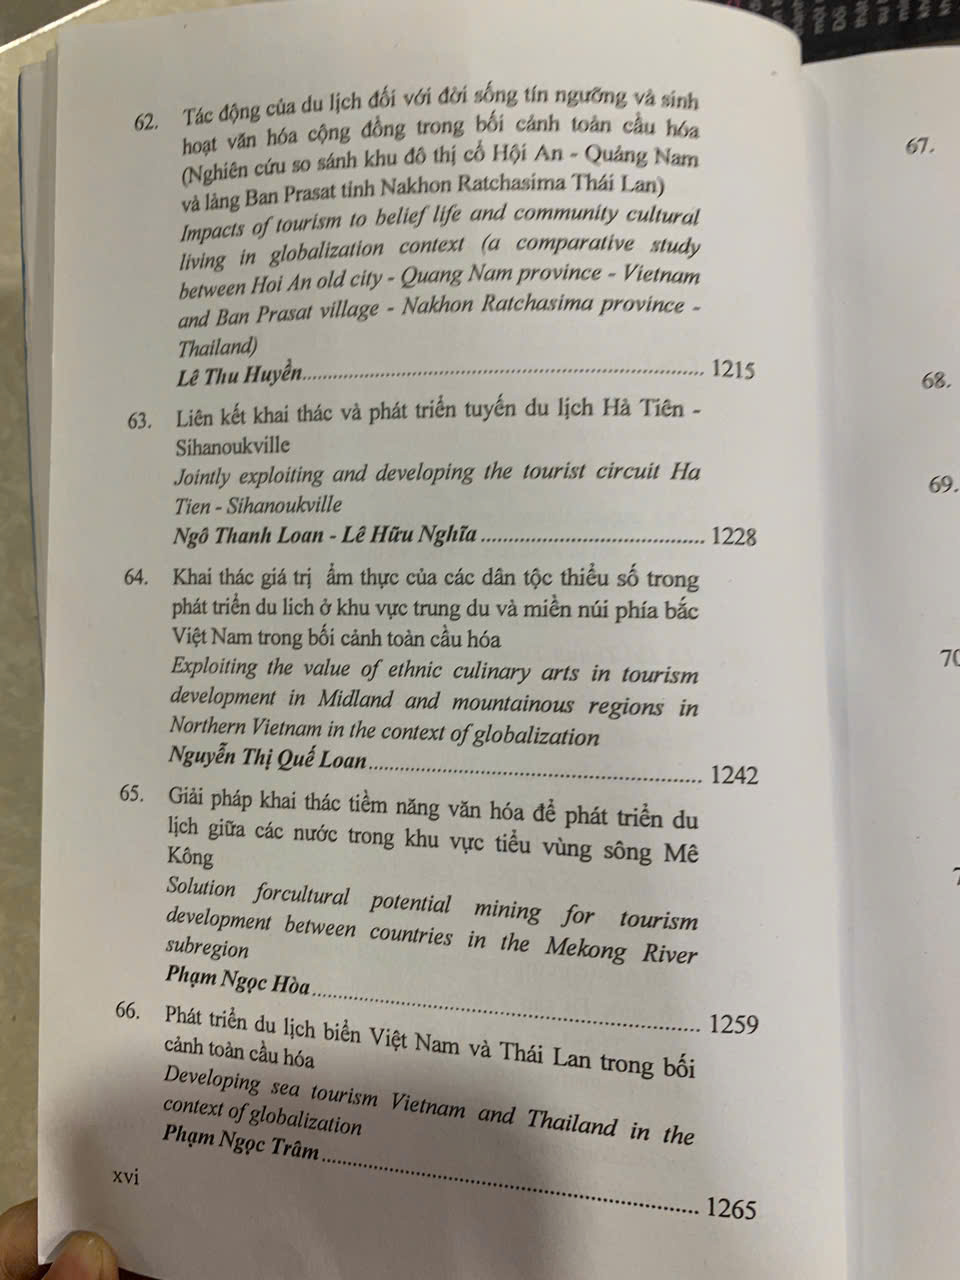 62. Tác động của du lịch đối với đời sống tín ngưỡng và sinh
hoạt văn hóa cộng đồng trong bối cảnh toàn cầu hóa
(Nghiên cứu so sánh khu đô thị cổ Hội An - Quảng Nam
và làng Ban Prasat tỉnh Nakhon Ratchasima Thái Lan)
Impacts of tourism to belief life and community cultural
living in globalization context (a comparative study
between Hoi An old city - Quang Nam province - Vietnam
and Ban Prasat village - Nakhon Ratchasima province -
Thailand)
Lê Thu Huyền.......... 1215
63. Liên kết khai thác và phát triển tuyến du lịch Hà Tiên -
Sihanoukville
Jointly exploiting and developing the tourist circuit Ha
Tien - Sihanoukville
Ngô Thanh Loan - Lê Hữu Nghĩa.......... 1228
64. Khai thác giá trị ẩm thực của các dân tộc thiểu số trong
phát triển du lich ở khu vực trung du và miền núi phía bắc
Việt Nam trong bối cảnh toàn cầu hóa
Exploiting the value of ethnic culinary arts in tourism
development in Midland and mountainous regions in
Northern Vietnam in the context of globalization
Nguyễn Thị Quế Loan.......... 1242
65. Giải pháp khai thác tiềm năng văn hóa để phát triển du
lịch giữa các nước trong khu vực tiểu vùng sông Mê
Kông
Solution forcultural potential mining for tourism
development between countries in the Mekong River
subregion
Phạm Ngọc Hòa.......... 1259
66. Phát triển du lịch biển Việt Nam và Thái Lan trong bối
cảnh toàn cầu hóa
Developing sea tourism Vietnam and Thailand in the
context of globalization
Phạm Ngọc Trâm.......... 1265
xvi
67.
68.
69.